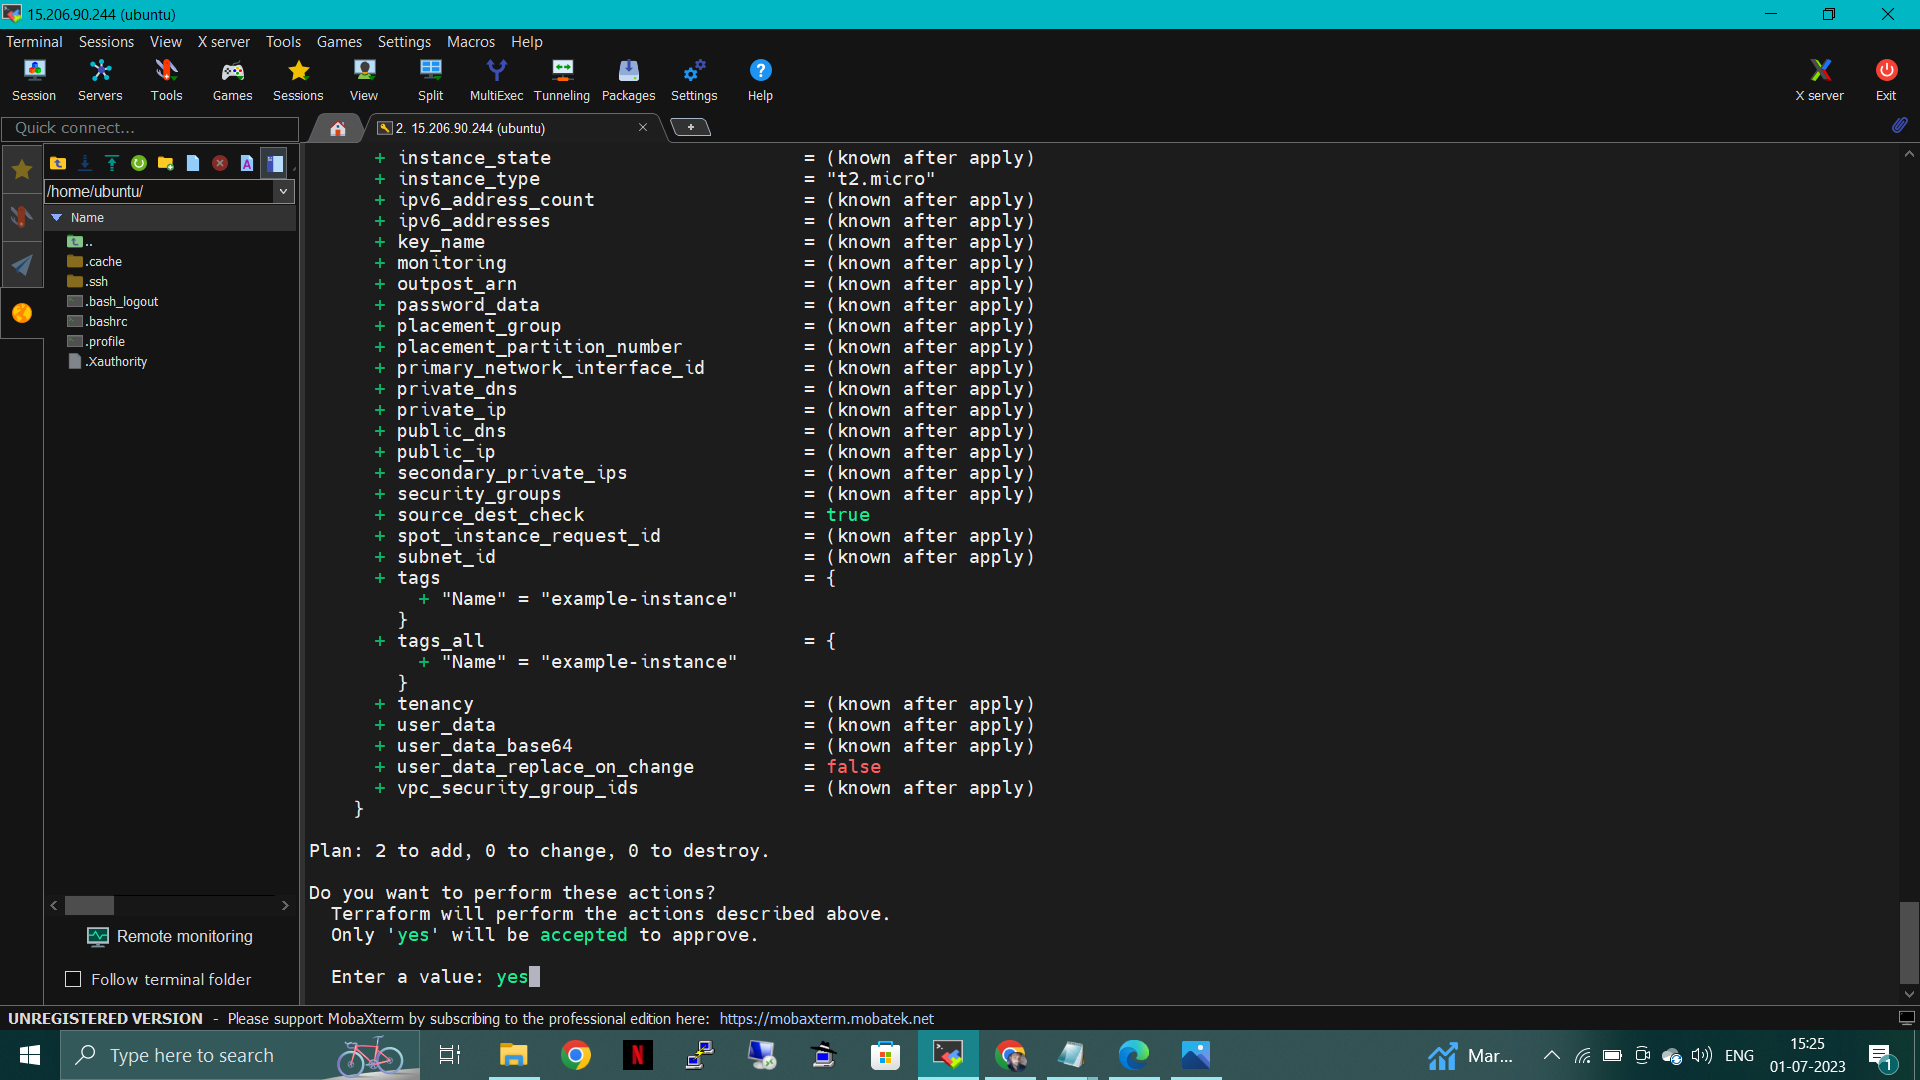 15.206.90.244 (ubuntu)
Terminal Sessions View X server Tools Games Settings Macros Help
Session Servers Tools Games Sessions View Split MultiExec Tunneling Packages Settings Help X server Exit
Quick connect...
2. 15.206.90.244 (ubuntu)
/home/ubuntu/
Name
..
.cache
.ssh
.bash_logout
.bashrc
.profile
.Xauthority
Remote monitoring
Follow terminal folder
+ instance_state = (known after apply)
+ instance_type = "t2.micro"
+ ipv6_address_count = (known after apply)
+ ipv6_addresses = (known after apply)
+ key_name = (known after apply)
+ monitoring = (known after apply)
+ outpost_arn = (known after apply)
+ password_data = (known after apply)
+ placement_group = (known after apply)
+ placement_partition_number = (known after apply)
+ primary_network_interface_id = (known after apply)
+ private_dns = (known after apply)
+ private_ip = (known after apply)
+ public_dns = (known after apply)
+ public_ip = (known after apply)
+ secondary_private_ips = (known after apply)
+ security_groups = (known after apply)
+ source_dest_check = true
+ spot_instance_request_id = (known after apply)
+ subnet_id = (known after apply)
+ tags = {
+ "Name" = "example-instance"
}
+ tags_all = {
+ "Name" = "example-instance"
}
+ tenancy = (known after apply)
+ user_data = (known after apply)
+ user_data_base64 = (known after apply)
+ user_data_replace_on_change = false
+ vpc_security_group_ids = (known after apply)
}
Plan: 2 to add, 0 to change, 0 to destroy.
Do you want to perform these actions?
Terraform will perform the actions described above.
Only 'yes' will be accepted to approve.
Enter a value: yes
UNREGISTERED VERSION - Please support MobaXterm by subscribing to the professional edition here: https://mobaxterm.mobatek.net
Type here to search
Mar...
ENG
15:25
01-07-2023
1